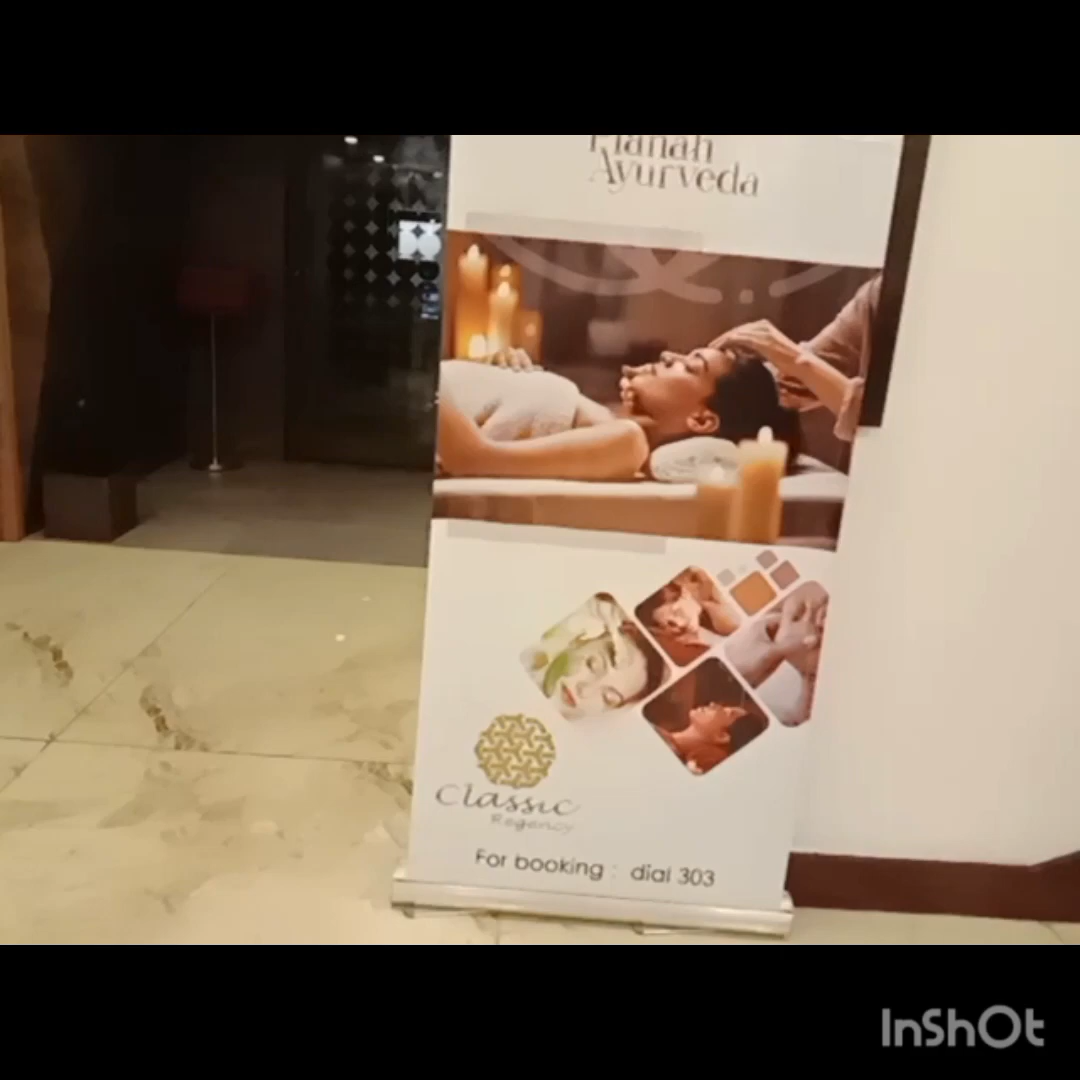 Ayurveda
Classic
Regency
For booking : dial 303
InShOt